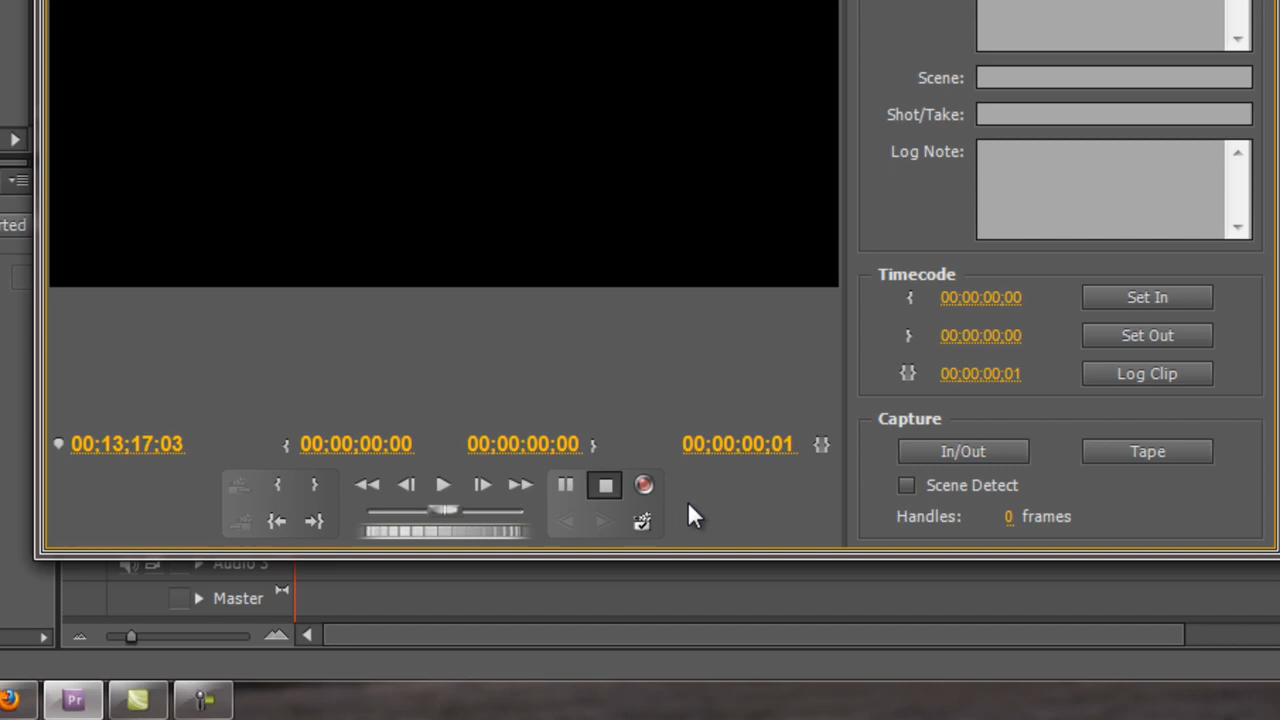 Scene:
Shot/Take:
Log Note:
rted
Timecode
00;00;00;00 Set In
00;00;00;00 Set Out
00;00;00;01 Log Clip
Capture
00;13;17;03 00;00;00;00 00;00;00;00 00;00;00;01
In/Out Tape
Scene Detect
Handles: 0 frames
Audio 3
Master
Pr